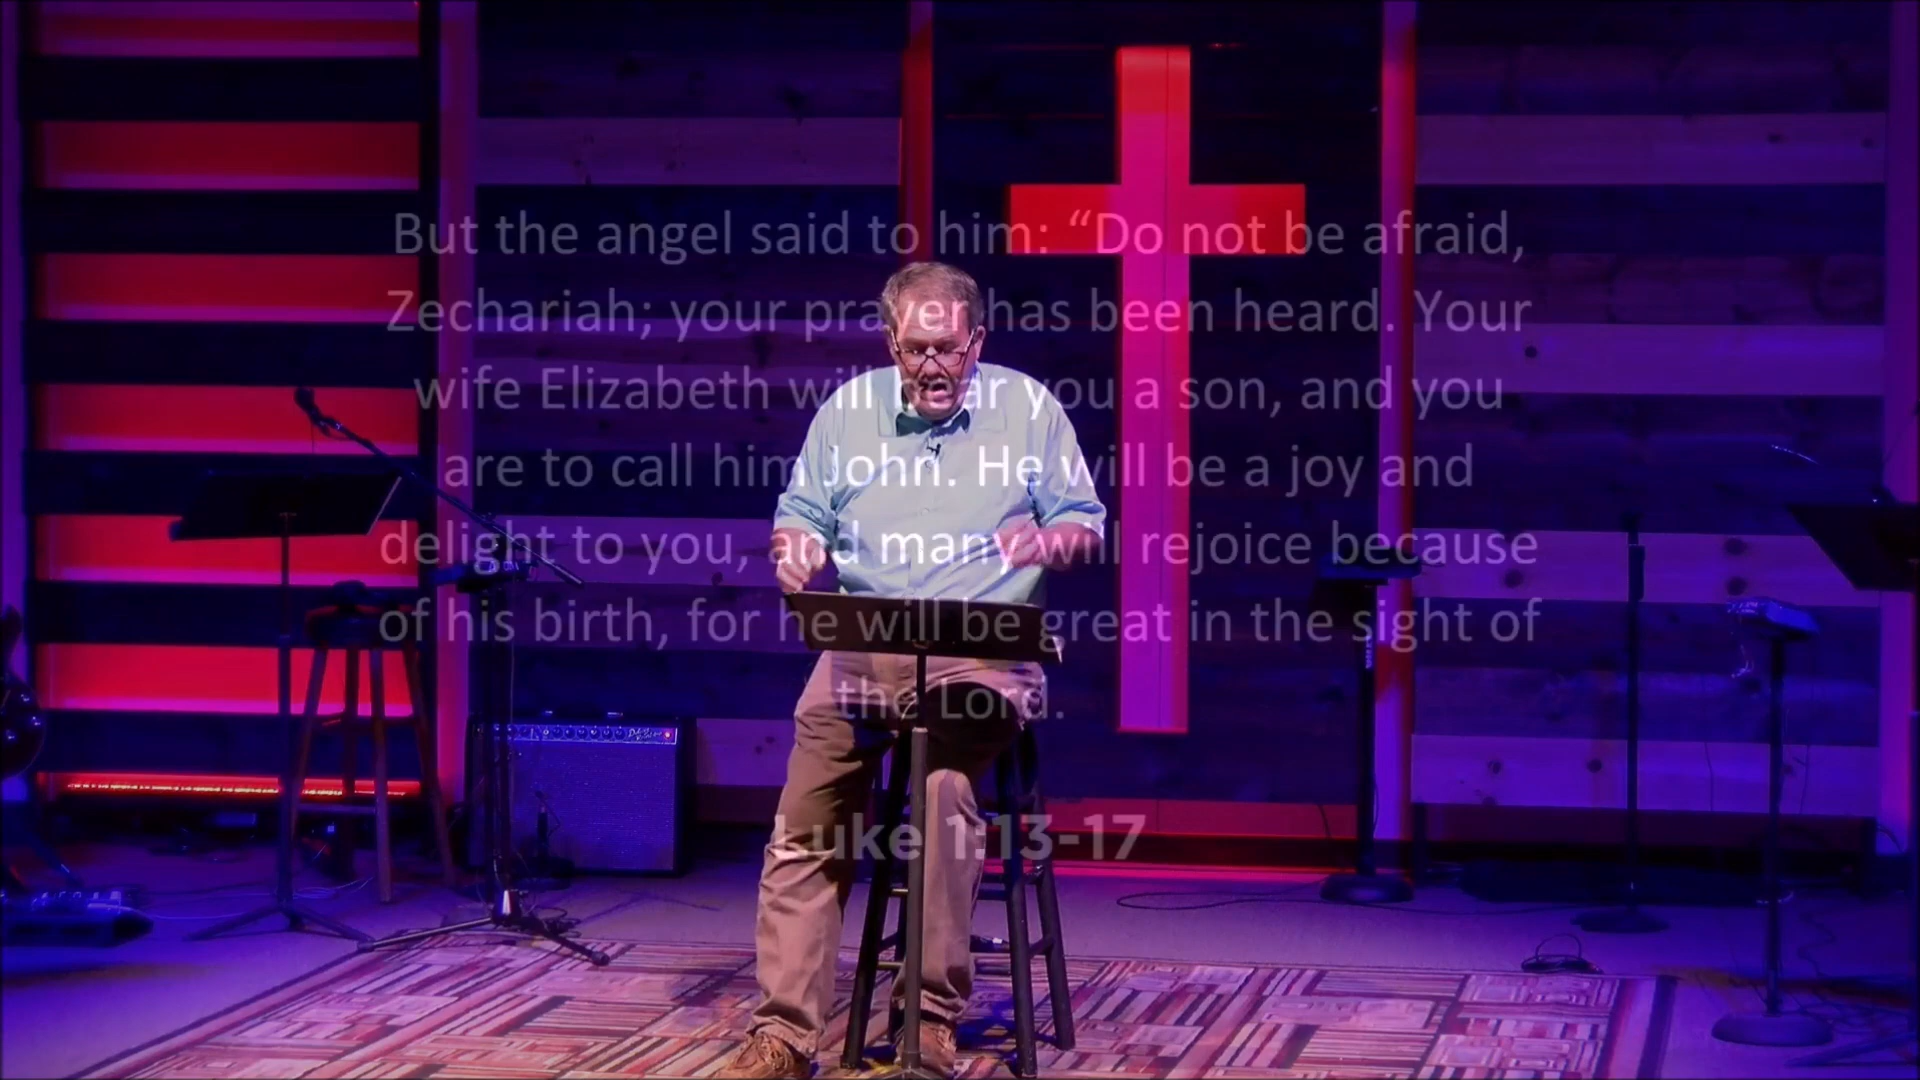 But the angel said to him: “Do not be afraid,
Zechariah; your prayer has been heard. Your
wife Elizabeth will bear you a son, and you
are to call him John. He will be a joy and
delight to you, and many will rejoice because
of his birth, for he will be great in the sight of
the Lord.
Luke 1:13-17